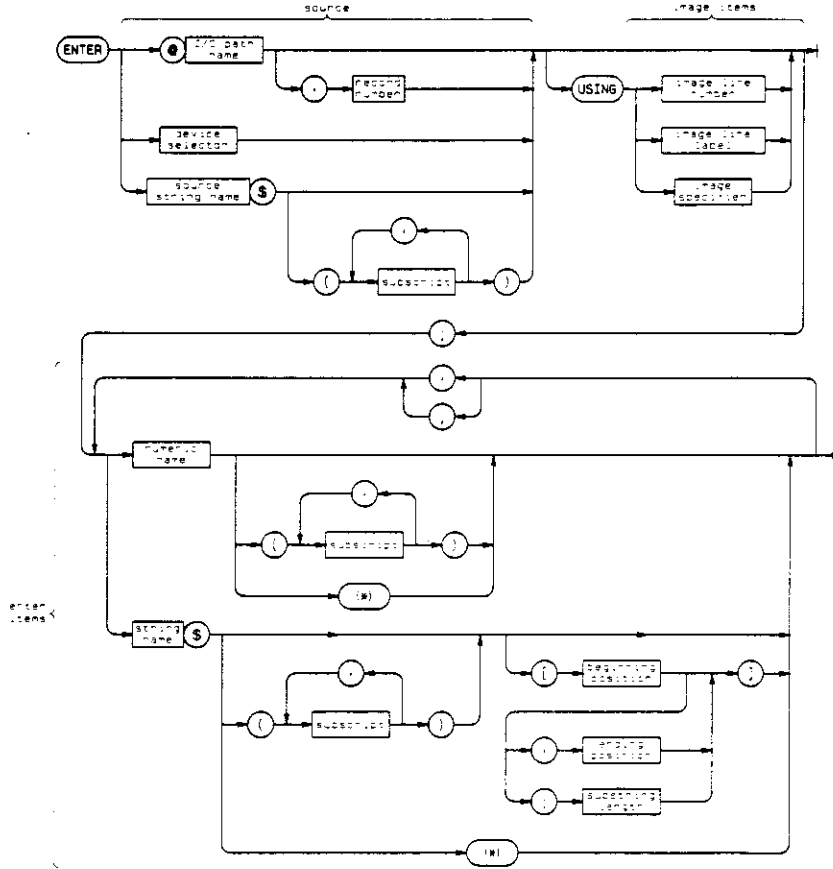 source
image items
ENTER
@
I/O path
name
,
record
number
USING
image line
number
device
selector
image line
label
source
string name
$
image
specifier
,
(
subscript
)
;
,
numeric
name
,
(
subscript
)
(*)
enter
items
string
name
$
,
[
beginning
position
]
(
subscript
)
,
ending
position
;
substring
length
(*)